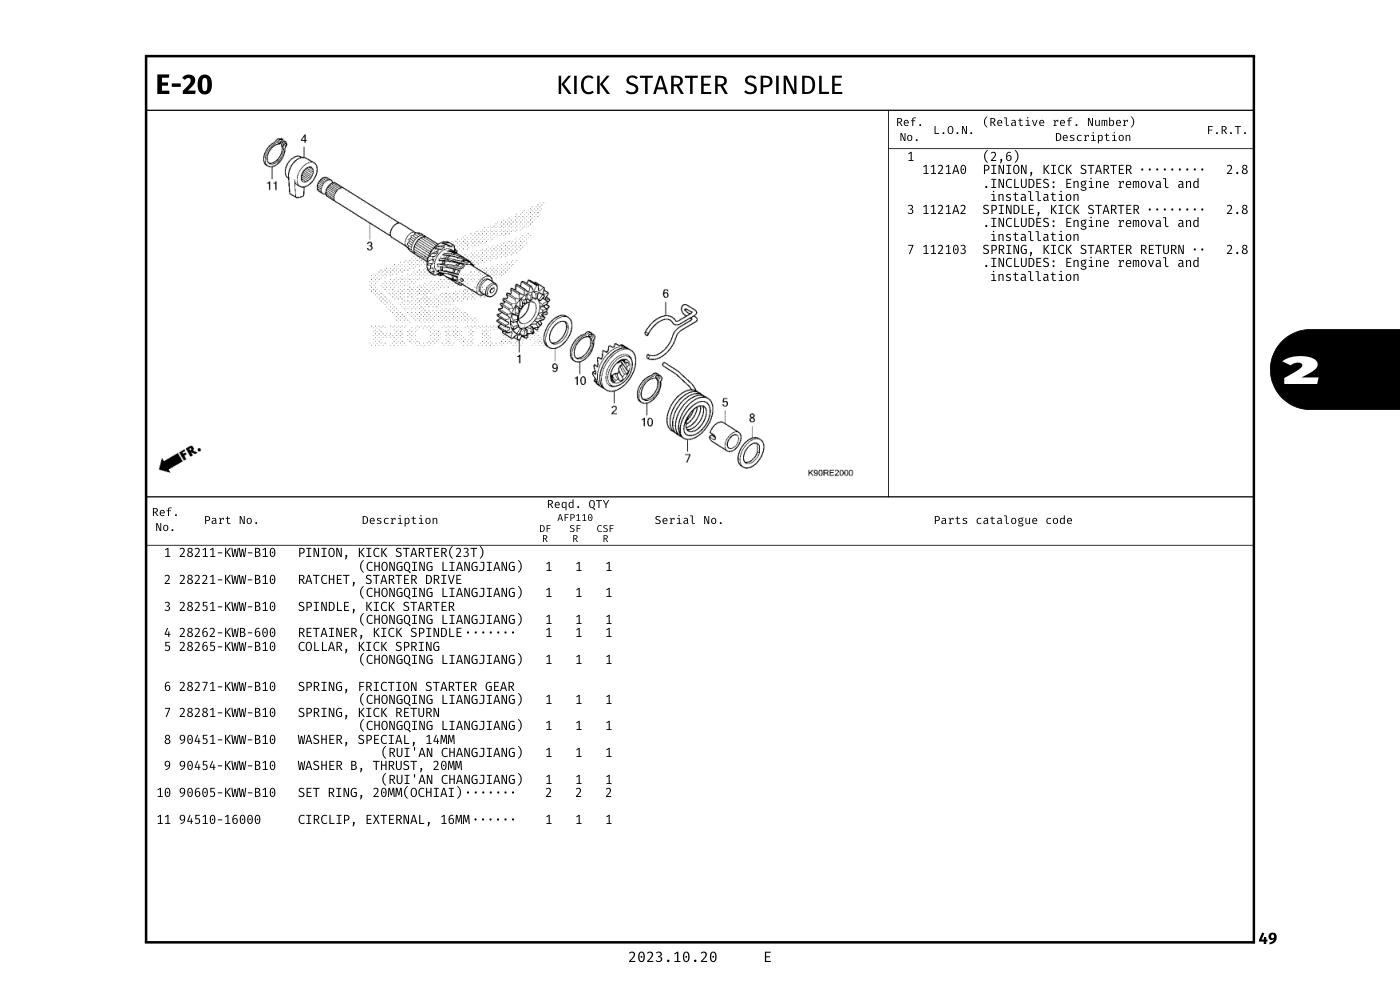 E-20
KICK STARTER SPINDLE
4
11
3
6
1
9
10
2
10
5
8
7
HONDA
FR.
K90RE2000
Ref. No. L.O.N. (Relative ref. Number) Description F.R.T.
1 (2,6)
1121A0 PINION, KICK STARTER ········· 2.8
.INCLUDES: Engine removal and
installation
3 1121A2 SPINDLE, KICK STARTER ········ 2.8
.INCLUDES: Engine removal and
installation
7 112103 SPRING, KICK STARTER RETURN ·· 2.8
.INCLUDES: Engine removal and
installation
2
Reqd. QTY
Ref. No. Part No. Description AFP110 Serial No. Parts catalogue code
DF SF CSF
R R R
1 28211-KWW-B10 PINION, KICK STARTER(23T)
(CHONGQING LIANGJIANG) 1 1 1
2 28221-KWW-B10 RATCHET, STARTER DRIVE
(CHONGQING LIANGJIANG) 1 1 1
3 28251-KWW-B10 SPINDLE, KICK STARTER
(CHONGQING LIANGJIANG) 1 1 1
4 28262-KWB-600 RETAINER, KICK SPINDLE······· 1 1 1
5 28265-KWW-B10 COLLAR, KICK SPRING
(CHONGQING LIANGJIANG) 1 1 1
6 28271-KWW-B10 SPRING, FRICTION STARTER GEAR
(CHONGQING LIANGJIANG) 1 1 1
7 28281-KWW-B10 SPRING, KICK RETURN
(CHONGQING LIANGJIANG) 1 1 1
8 90451-KWW-B10 WASHER, SPECIAL, 14MM
(RUI'AN CHANGJIANG) 1 1 1
9 90454-KWW-B10 WASHER B, THRUST, 20MM
(RUI'AN CHANGJIANG) 1 1 1
10 90605-KWW-B10 SET RING, 20MM(OCHIAI)······· 2 2 2
11 94510-16000 CIRCLIP, EXTERNAL, 16MM······ 1 1 1
49
2023.10.20 E